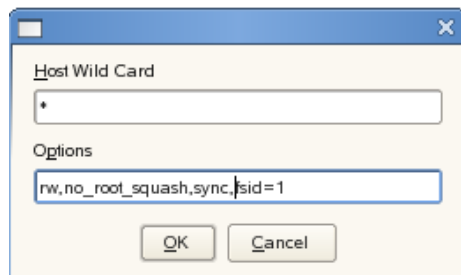 Host Wild Card
*
Options
rw,no_root_squash,sync,fsid=1
OK Cancel